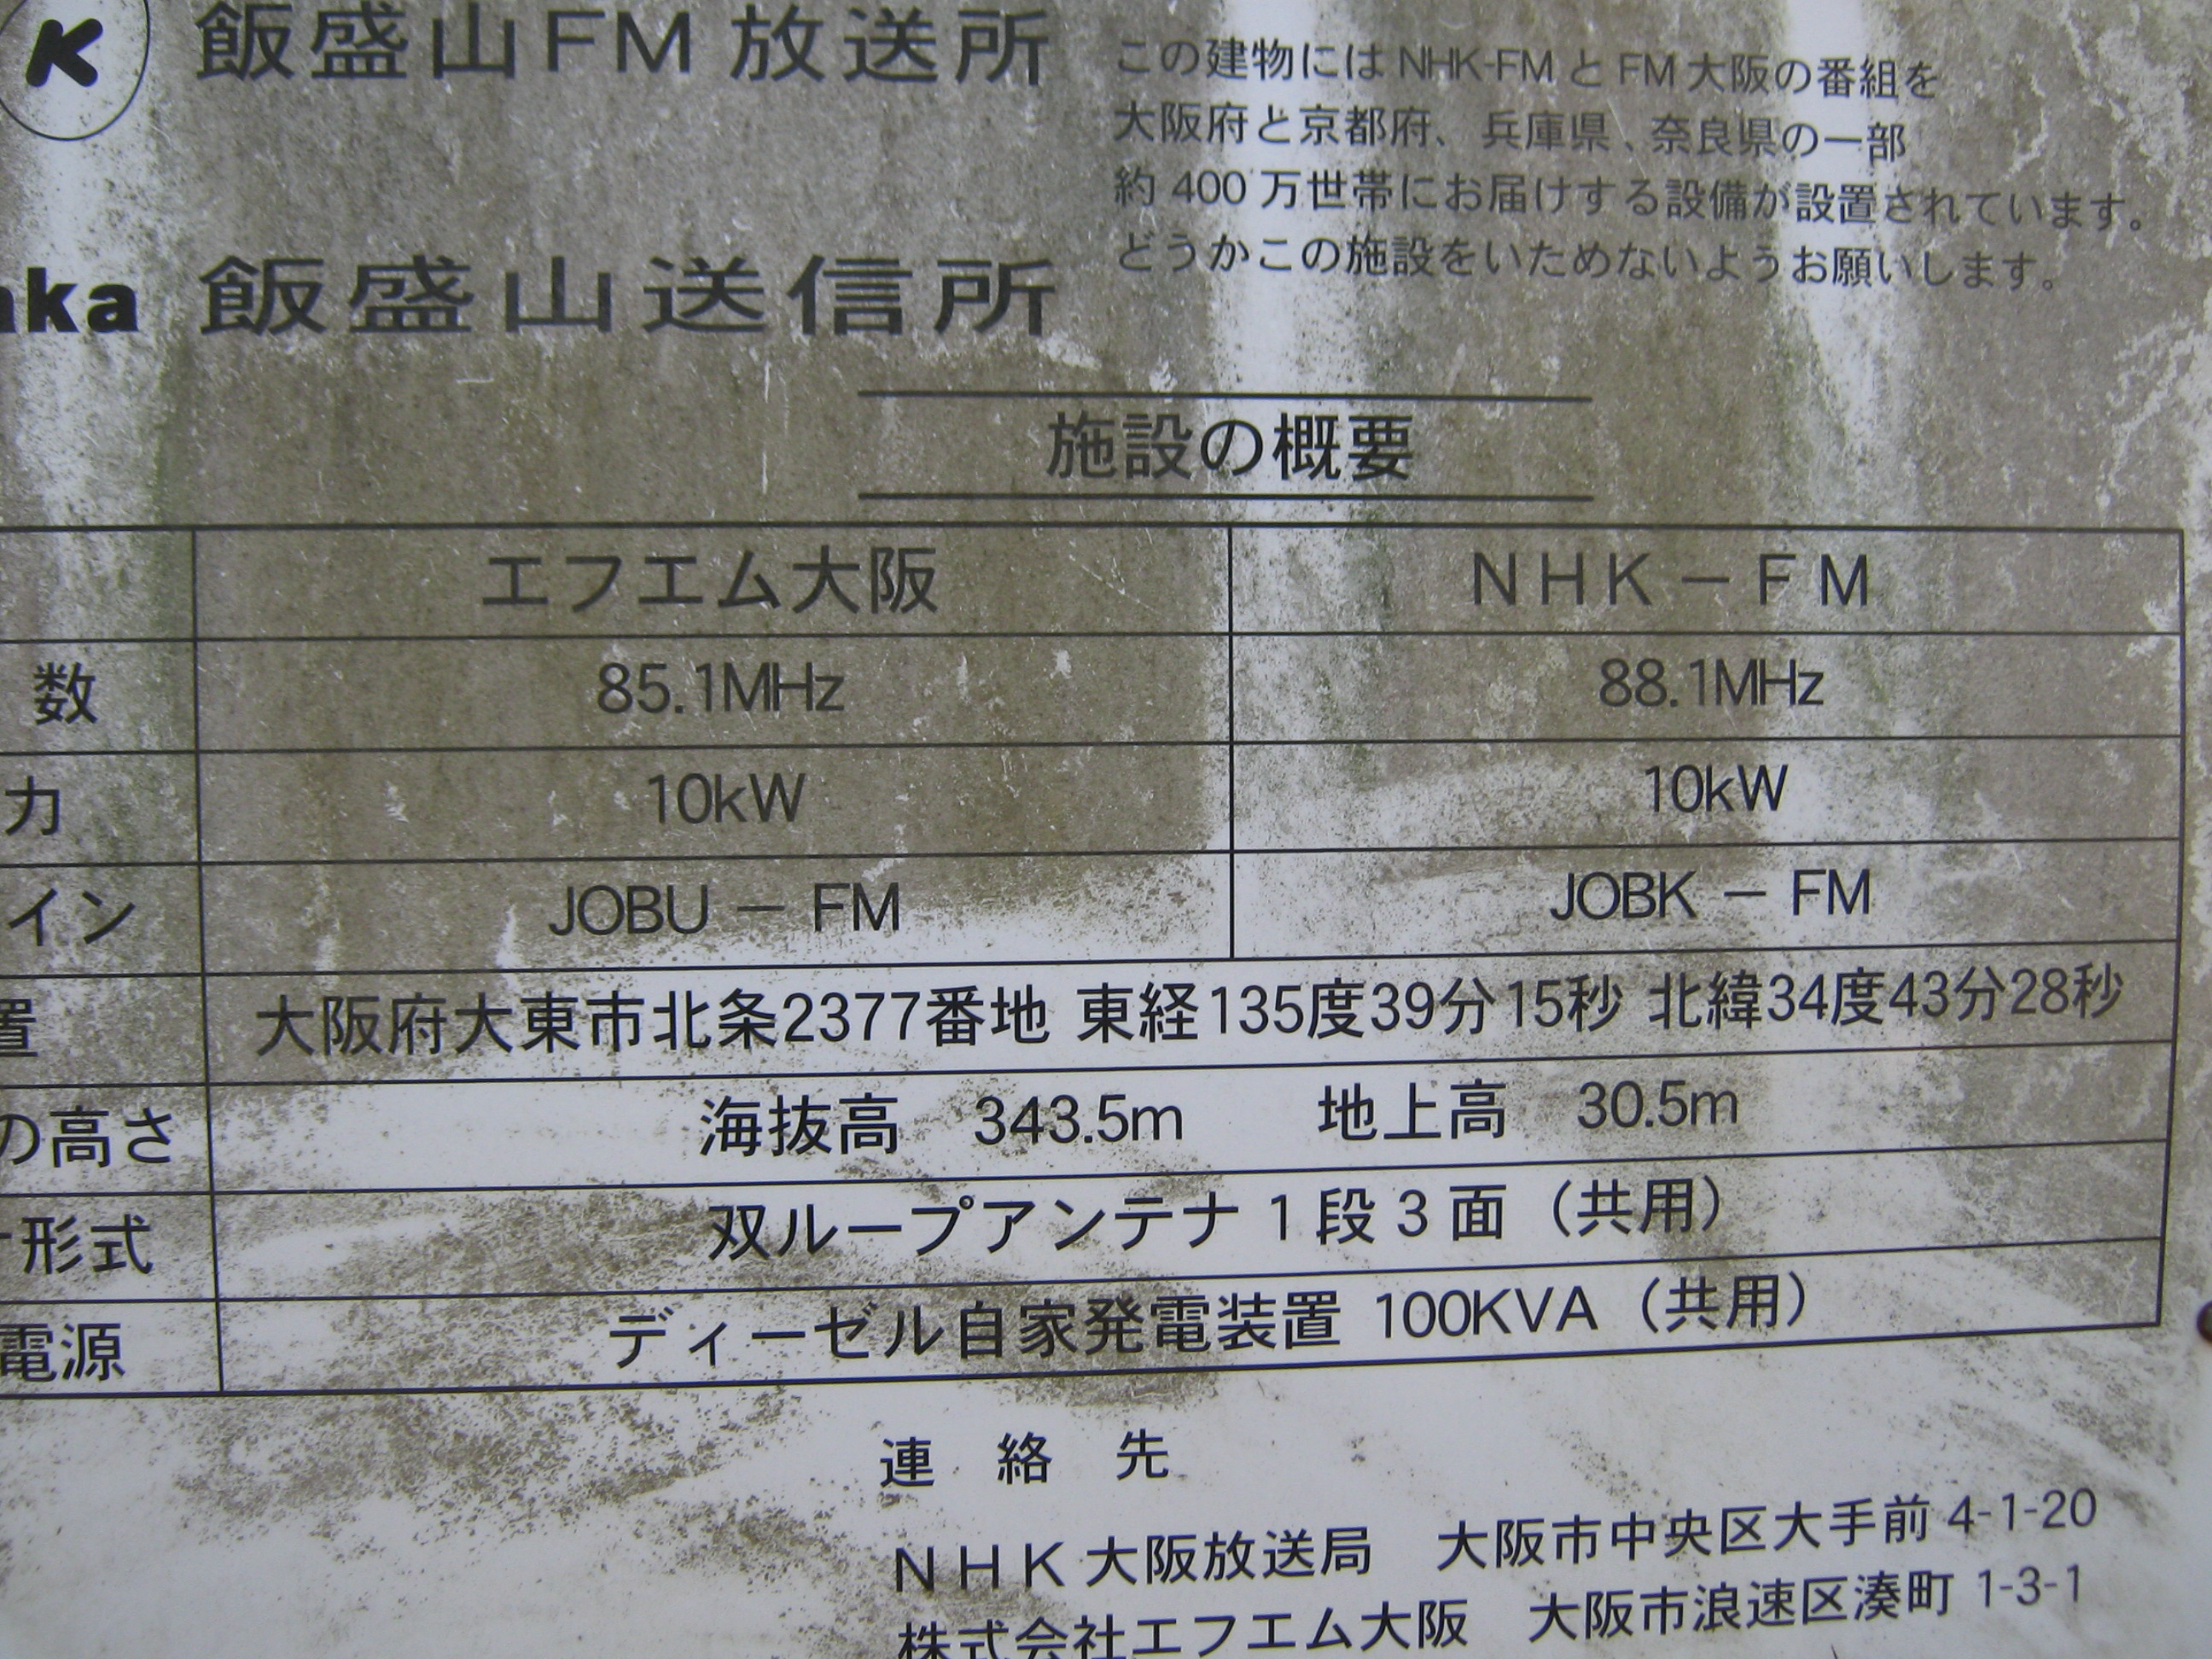 K 飯盛山FM放送所
この建物には NHK-FM と FM 大阪の番組を
大阪府と京都府、兵庫県、奈良県の一部
約 400 万世帯にお届けする設備が設置されています。
どうかこの施設をいためないようお願いします。
aka 飯盛山送信所
施設の概要
エフエム大阪 NHK－FM
数 85.1MHz 88.1MHz
力 10kW 10kW
イン JOBU － FM JOBK － FM
置 大阪府大東市北条2377番地 東経135度39分15秒 北緯34度43分28秒
の高さ 海抜高 343.5m 地上高 30.5m
形式 双ループアンテナ 1 段 3 面（共用）
電源 ディーゼル自家発電装置 100KVA（共用）
連 絡 先
NHK大阪放送局 大阪市中央区大手前 4-1-20
株式会社エフエム大阪 大阪市浪速区湊町 1-3-1